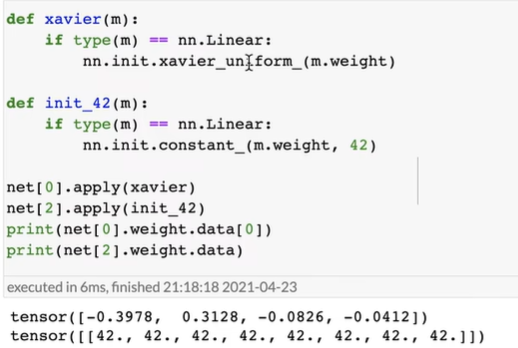 def xavier(m):
    if type(m) == nn.Linear:
        nn.init.xavier_uniform_(m.weight)

def init_42(m):
    if type(m) == nn.Linear:
        nn.init.constant_(m.weight, 42)

net[0].apply(xavier)
net[2].apply(init_42)
print(net[0].weight.data[0])
print(net[2].weight.data)
executed in 6ms, finished 21:18:18 2021-04-23
tensor([-0.3978,  0.3128, -0.0826, -0.0412])
tensor([[42., 42., 42., 42., 42., 42., 42., 42.]])